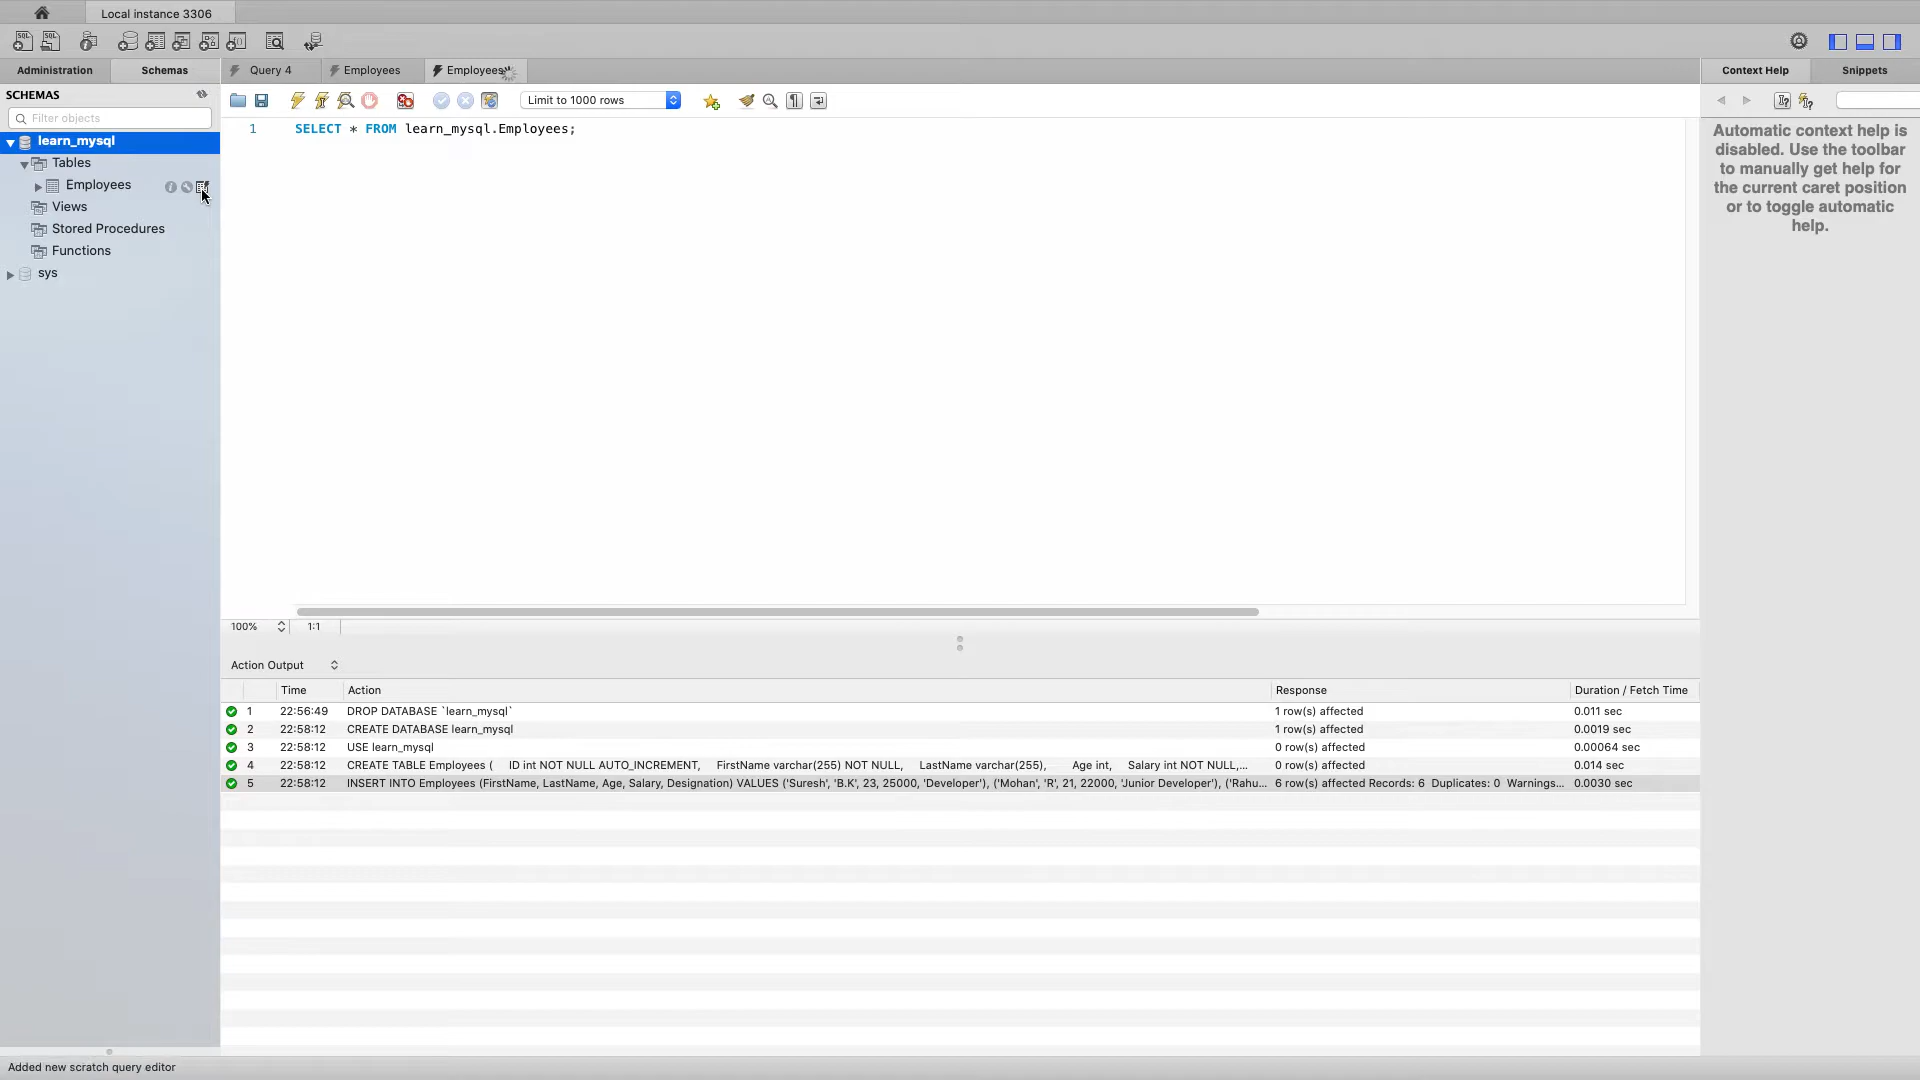 Local instance 3306
Administration
Schemas
Query 4
Employees
Employees
Context Help
Snippets
SCHEMAS
Filter objects
Limit to 1000 rows
learn_mysql
Tables
Employees
Views
Stored Procedures
Functions
sys
1 SELECT * FROM learn_mysql.Employees;
Automatic context help is
disabled. Use the toolbar
to manually get help for
the current caret position
or to toggle automatic
help.
100% 1:1
Action Output
Time Action Response Duration / Fetch Time
1 22:56:49 DROP DATABASE `learn_mysql` 1 row(s) affected 0.011 sec
2 22:58:12 CREATE DATABASE learn_mysql 1 row(s) affected 0.0019 sec
3 22:58:12 USE learn_mysql 0 row(s) affected 0.00064 sec
4 22:58:12 CREATE TABLE Employees ( ID int NOT NULL AUTO_INCREMENT, FirstName varchar(255) NOT NULL, LastName varchar(255), Age int, Salary int NOT NULL,... 0 row(s) affected 0.014 sec
5 22:58:12 INSERT INTO Employees (FirstName, LastName, Age, Salary, Designation) VALUES ('Suresh', 'B.K', 23, 25000, 'Developer'), ('Mohan', 'R', 21, 22000, 'Junior Developer'), ('Rahu... 6 row(s) affected Records: 6 Duplicates: 0 Warnings... 0.0030 sec
Added new scratch query editor